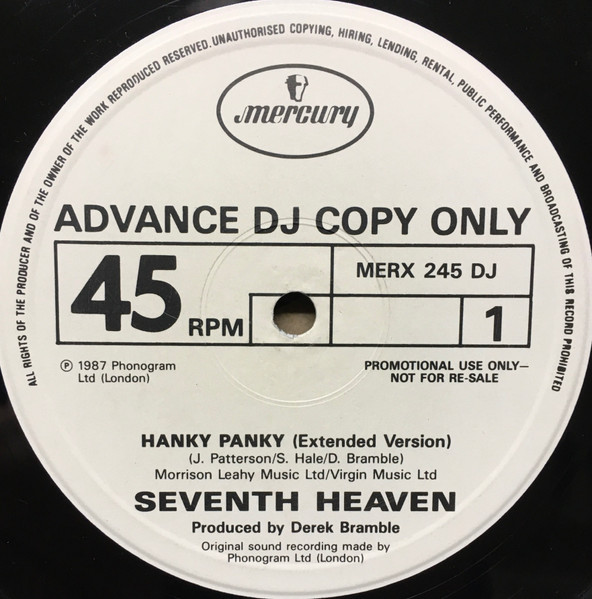 ALL RIGHTS OF THE PRODUCER AND OF THE OWNER OF THE WORK REPRODUCED RESERVED. UNAUTHORISED COPYING, HIRING, LENDING, RENTAL, PUBLIC PERFORMANCE AND BROADCASTING OF THIS RECORD PROHIBITED
mercury
ADVANCE DJ COPY ONLY
45 RPM
MERX 245 DJ
1
℗ 1987 Phonogram
Ltd (London)
PROMOTIONAL USE ONLY—
NOT FOR RE-SALE
HANKY PANKY (Extended Version)
(J. Patterson/S. Hale/D. Bramble)
Morrison Leahy Music Ltd/Virgin Music Ltd
SEVENTH HEAVEN
Produced by Derek Bramble
Original sound recording made by
Phonogram Ltd (London)